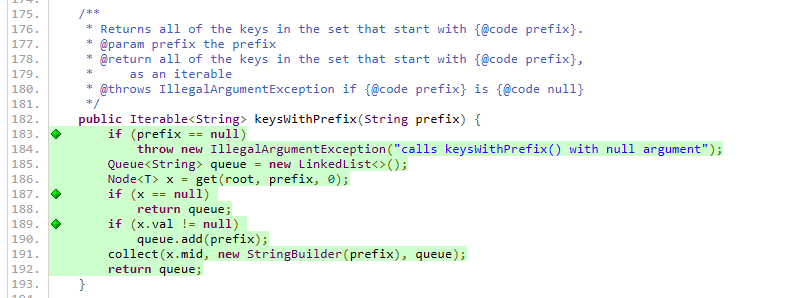 175. /**
176. * Returns all of the keys in the set that start with {@code prefix}.
177. * @param prefix the prefix
178. * @return all of the keys in the set that start with {@code prefix},
179. * as an iterable
180. * @throws IllegalArgumentException if {@code prefix} is {@code null}
181. */
182. public Iterable<String> keysWithPrefix(String prefix) {
183. if (prefix == null)
184. throw new IllegalArgumentException("calls keysWithPrefix() with null argument");
185. Queue<String> queue = new LinkedList<>();
186. Node<T> x = get(root, prefix, 0);
187. if (x == null)
188. return queue;
189. if (x.val != null)
190. queue.add(prefix);
191. collect(x.mid, new StringBuilder(prefix), queue);
192. return queue;
193. }